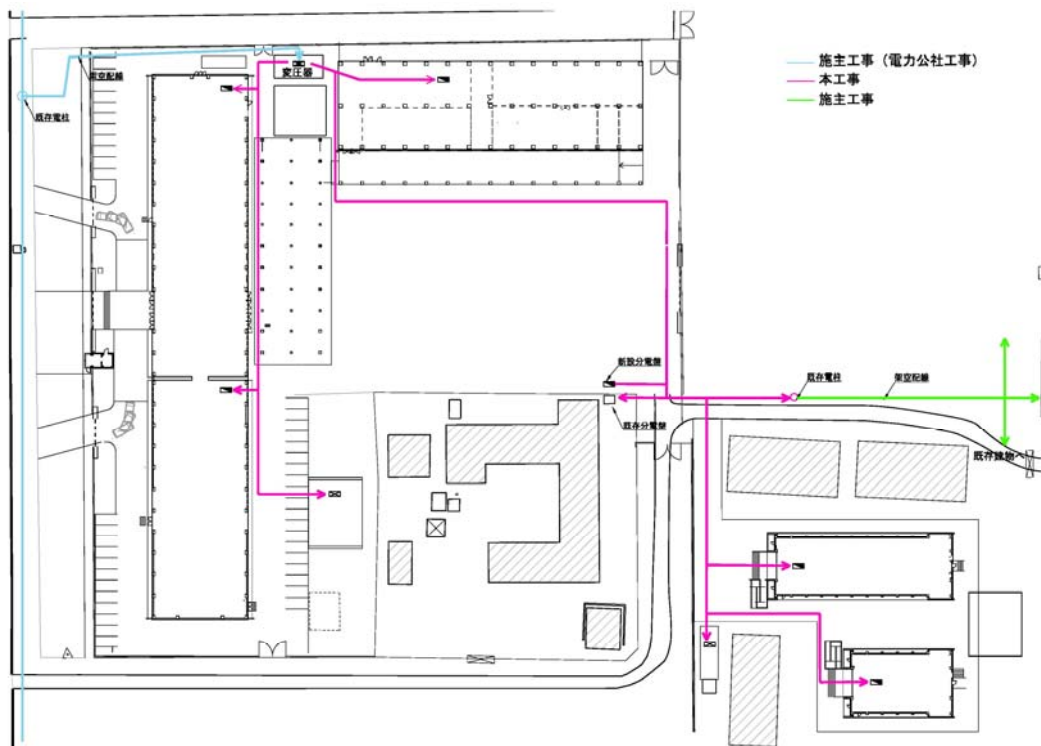 施主工事（電力公社工事）
本工事
施主工事
架空配線
変圧器
既存電柱
新設分電盤
既存電柱
架空配線
既存分電盤
既存建物へ